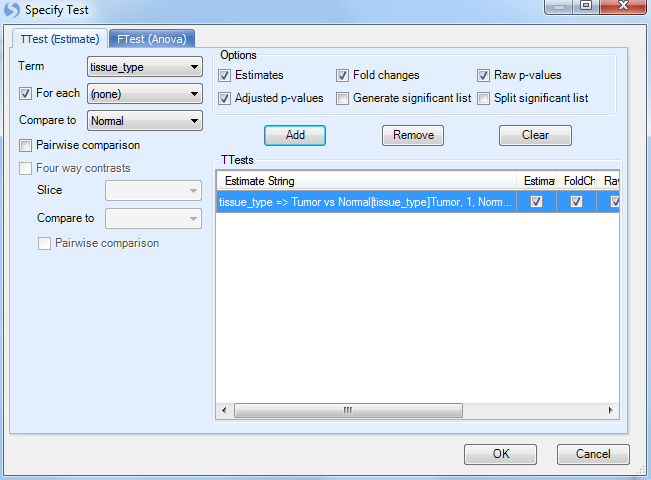 Specify Test
TTest (Estimate) FTest (Anova)
Term tissue_type
For each (none)
Compare to Normal
Pairwise comparison
Four way contrasts
Slice
Compare to
Pairwise comparison
Options
Estimates Fold changes Raw p-values
Adjusted p-values Generate significant list Split significant list
Add Remove Clear
TTests
Estimate String Estimat FoldCh Rav
tissue_type => Tumor vs Normal[tissue_type]Tumor, 1, Norm...
OK Cancel